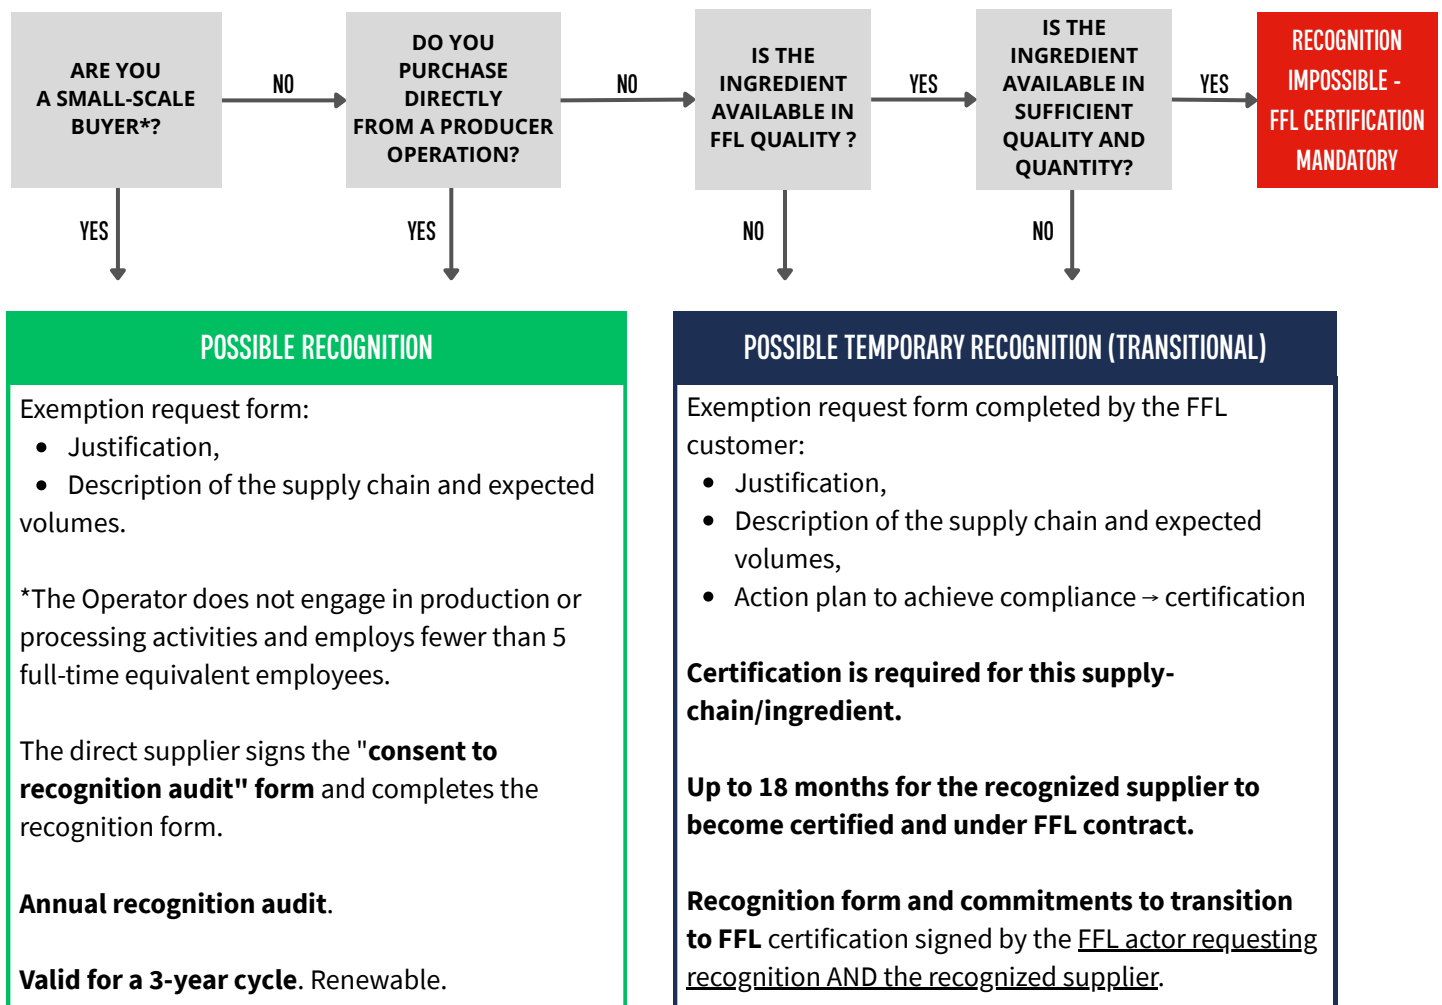 ARE YOU
A SMALL-SCALE
BUYER*?
NO
DO YOU
PURCHASE
DIRECTLY
FROM A PRODUCER
OPERATION?
NO
IS THE
INGREDIENT
AVAILABLE IN
FFL QUALITY ?
YES
IS THE
INGREDIENT
AVAILABLE IN
SUFFICIENT
QUALITY AND
QUANTITY?
YES
RECOGNITION
IMPOSSIBLE -
FFL CERTIFICATION
MANDATORY
YES
YES
NO
NO
POSSIBLE RECOGNITION
Exemption request form:
• Justification,
• Description of the supply chain and expected
volumes.
*The Operator does not engage in production or
processing activities and employs fewer than 5
full-time equivalent employees.
The direct supplier signs the "consent to
recognition audit" form and completes the
recognition form.
Annual recognition audit.
Valid for a 3-year cycle. Renewable.
POSSIBLE TEMPORARY RECOGNITION (TRANSITIONAL)
Exemption request form completed by the FFL
customer:
• Justification,
• Description of the supply chain and expected
volumes,
• Action plan to achieve compliance → certification
Certification is required for this supply-
chain/ingredient.
Up to 18 months for the recognized supplier to
become certified and under FFL contract.
Recognition form and commitments to transition
to FFL certification signed by the FFL actor requesting
recognition AND the recognized supplier.